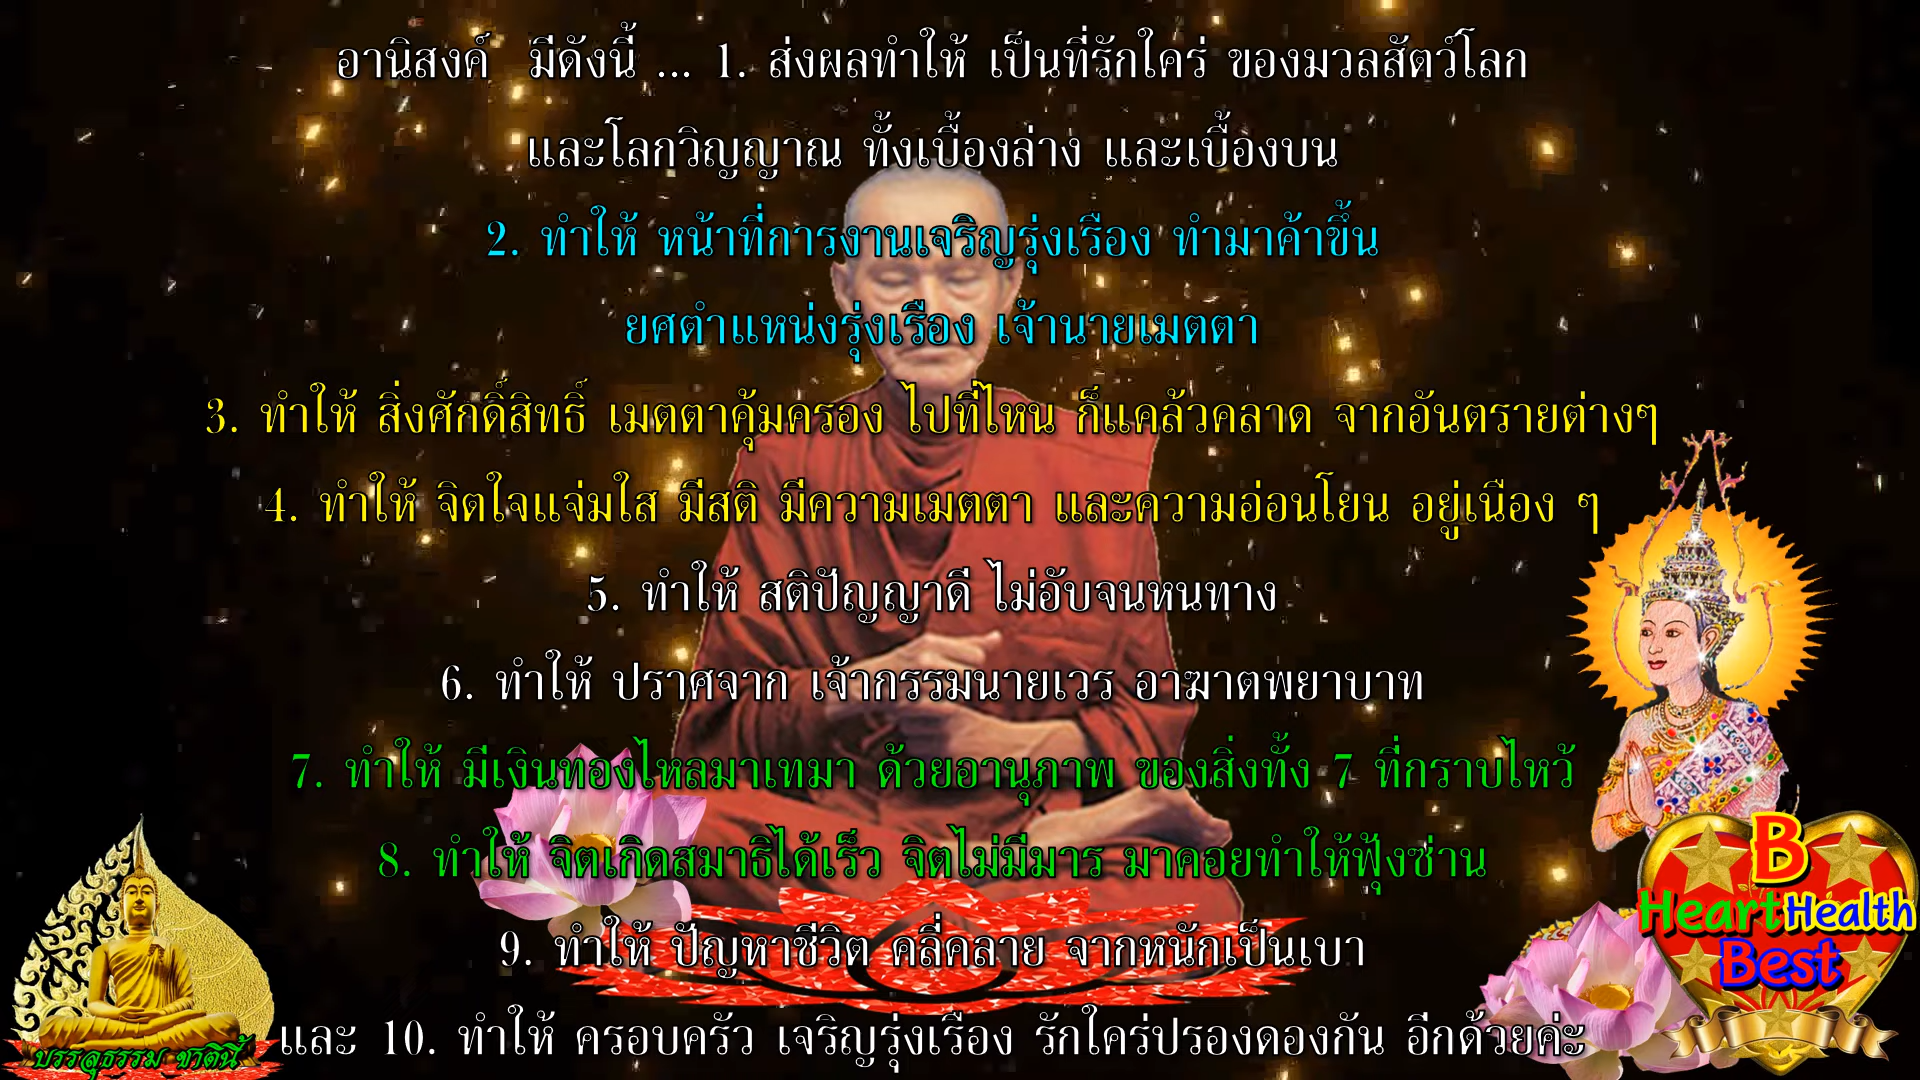 อานิสงค์ มีดังนี้ ... 1. ส่งผลทำให้ เป็นที่รักใคร่ ของมวลสัตว์โลก
และโลกวิญญาณ ทั้งเบื้องล่าง และเบื้องบน
2. ทำให้ หน้าที่การงานเจริญรุ่งเรือง ทำมาค้าขึ้น
ยศตำแหน่งรุ่งเรือง เจ้านายเมตตา
3. ทำให้ สิ่งศักดิ์สิทธิ์ เมตตาคุ้มครอง ไปที่ไหน ก็แคล้วคลาด จากอันตรายต่างๆ
4. ทำให้ จิตใจแจ่มใส มีสติ มีความเมตตา และความอ่อนโยน อยู่เนือง ๆ
5. ทำให้ สติปัญญาดี ไม่อับจนหนทาง
6. ทำให้ ปราศจาก เจ้ากรรมนายเวร อาฆาตพยาบาท
7. ทำให้ มีเงินทองไหลมาเทมา ด้วยอานุภาพ ของสิ่งทั้ง 7 ที่กราบไหว้
8. ทำให้ จิตเกิดสมาธิได้เร็ว จิตไม่มีมาร มาคอยทำให้ฟุ้งซ่าน
9. ทำให้ ปัญหาชีวิต คลี่คลาย จากหนักเป็นเบา
และ 10. ทำให้ ครอบครัว เจริญรุ่งเรือง รักใคร่ปรองดองกัน อีกด้วยค่ะ
บรรลุธรรม ชาตินี้
B
Heart Health
Best